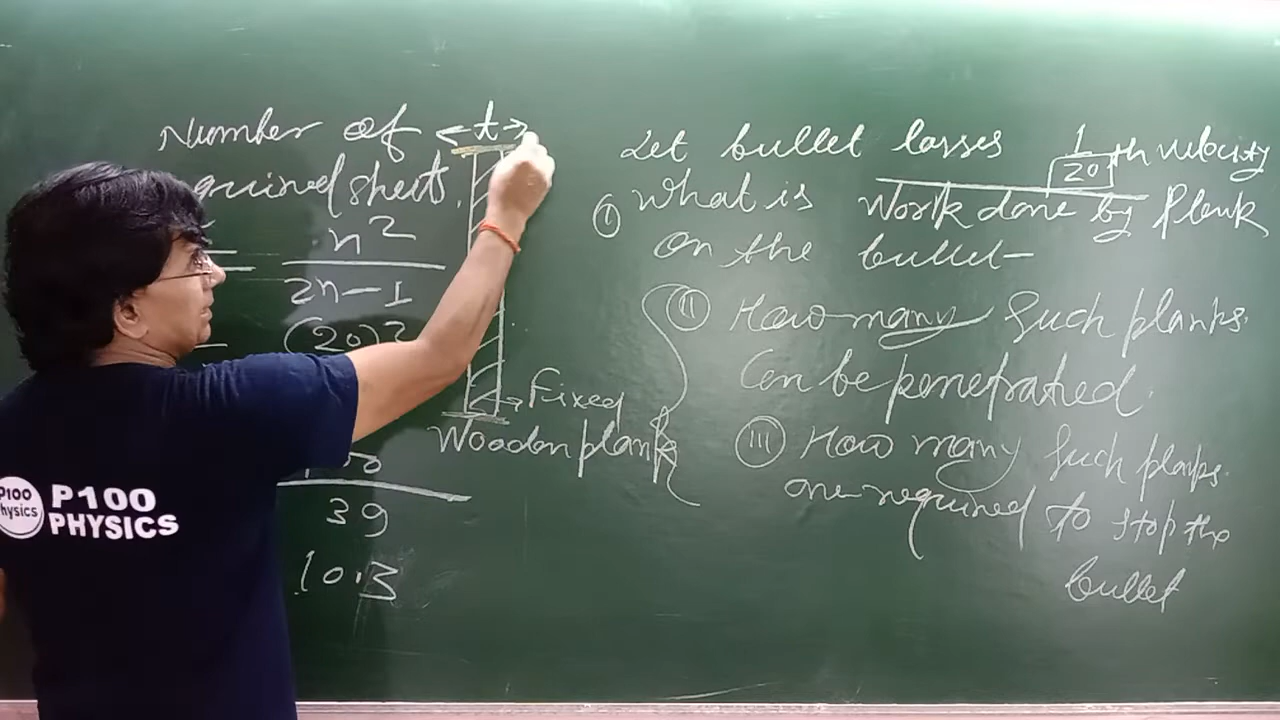 Number of
quired sheets.
n²
2n-1
(20)²
39
10.3
← t →
Fixed
Wooden plank
Let bullet losses 1/20 th velocity
(I) What is Work done by Plank
on the bullet-
(II) How many Such planks.
Can be penetrated.
(III) How many Such planks.
are required to stop the
bullet
P100
Physics
P100
PHYSICS